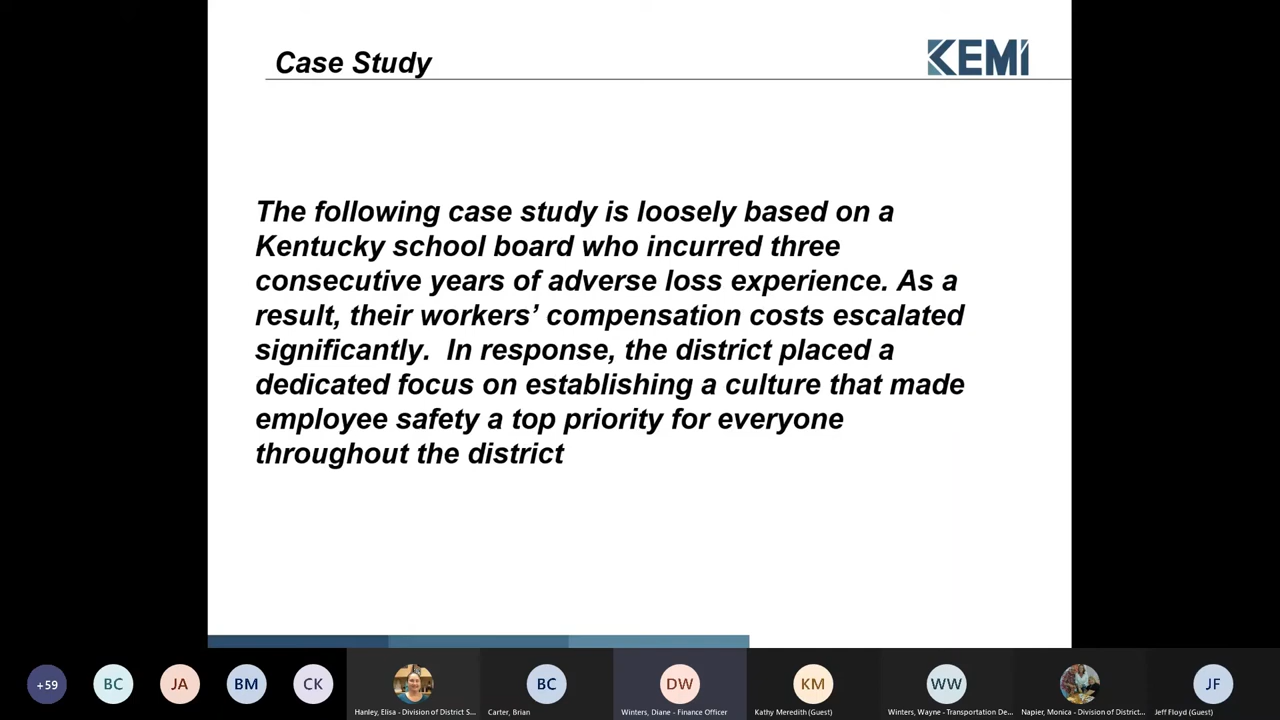 Case Study
KEMI
The following case study is loosely based on a
Kentucky school board who incurred three
consecutive years of adverse loss experience. As a
result, their workers’ compensation costs escalated
significantly.  In response, the district placed a
dedicated focus on establishing a culture that made
employee safety a top priority for everyone
throughout the district
+59
BC
JA
BM
CK
BC
DW
KM
WW
JF
Hanley, Elisa - Division of District S...
Carter, Brian
Winters, Diane - Finance Officer
Kathy Meredith (Guest)
Winters, Wayne - Transportation De...
Napier, Monica - Division of District...
Jeff Floyd (Guest)